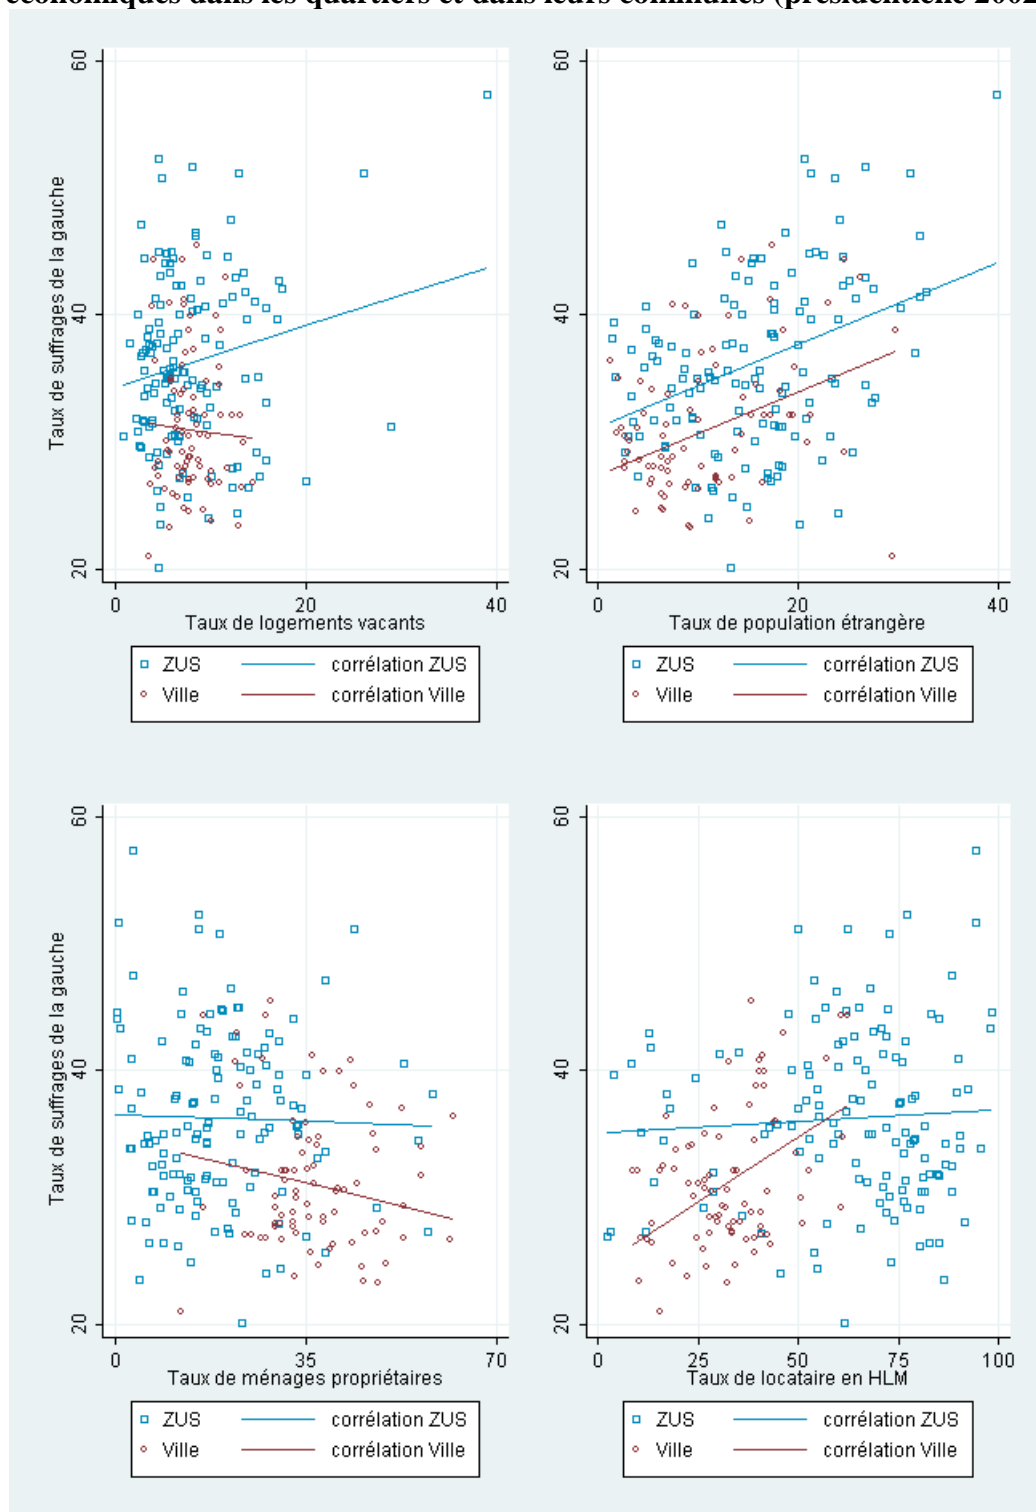 économiques dans les quartiers et dans leurs communes (présidentielle 2002
Taux de suffrages de la gauche
60
40
20
0 20 40
Taux de logements vacants
ZUS corrélation ZUS
Ville corrélation Ville
0 20 40
Taux de population étrangère
ZUS corrélation ZUS
Ville corrélation Ville
Taux de suffrages de la gauche
60
40
20
0 35 70
Taux de ménages propriétaires
ZUS corrélation ZUS
Ville corrélation Ville
60
40
20
0 25 50 75 100
Taux de locataire en HLM
ZUS corrélation ZUS
Ville corrélation Ville